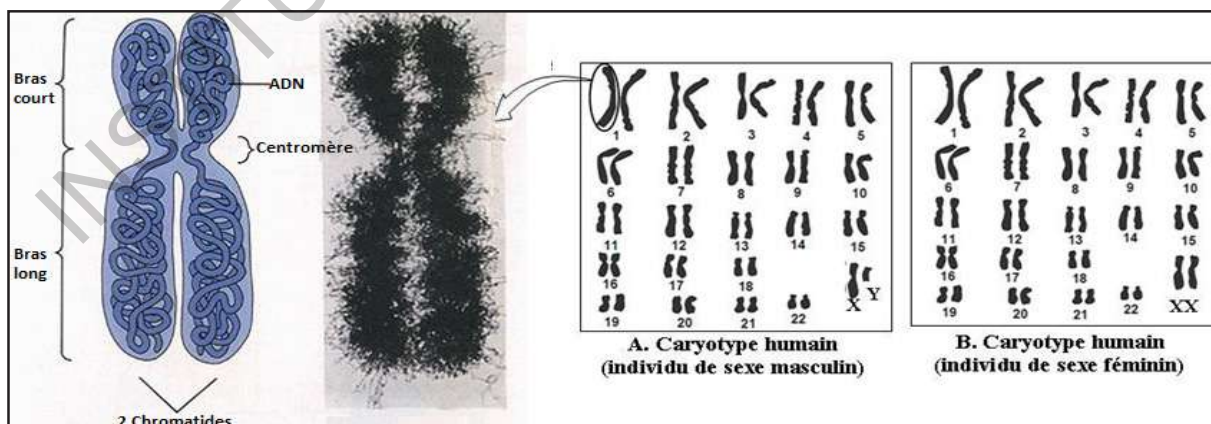 INSTITU
Bras
court
ADN
Centromère
Bras
long
2 Chromatides
1 2 3 4 5
6 7 8 9 10
11 12 13 14 15
16 17 18 X Y
19 20 21 22
A. Caryotype humain
(individu de sexe masculin)
1 2 3 4 5
6 7 8 9 10
11 12 13 14 15
16 17 18
19 20 21 22 XX
B. Caryotype humain
(individu de sexe féminin)